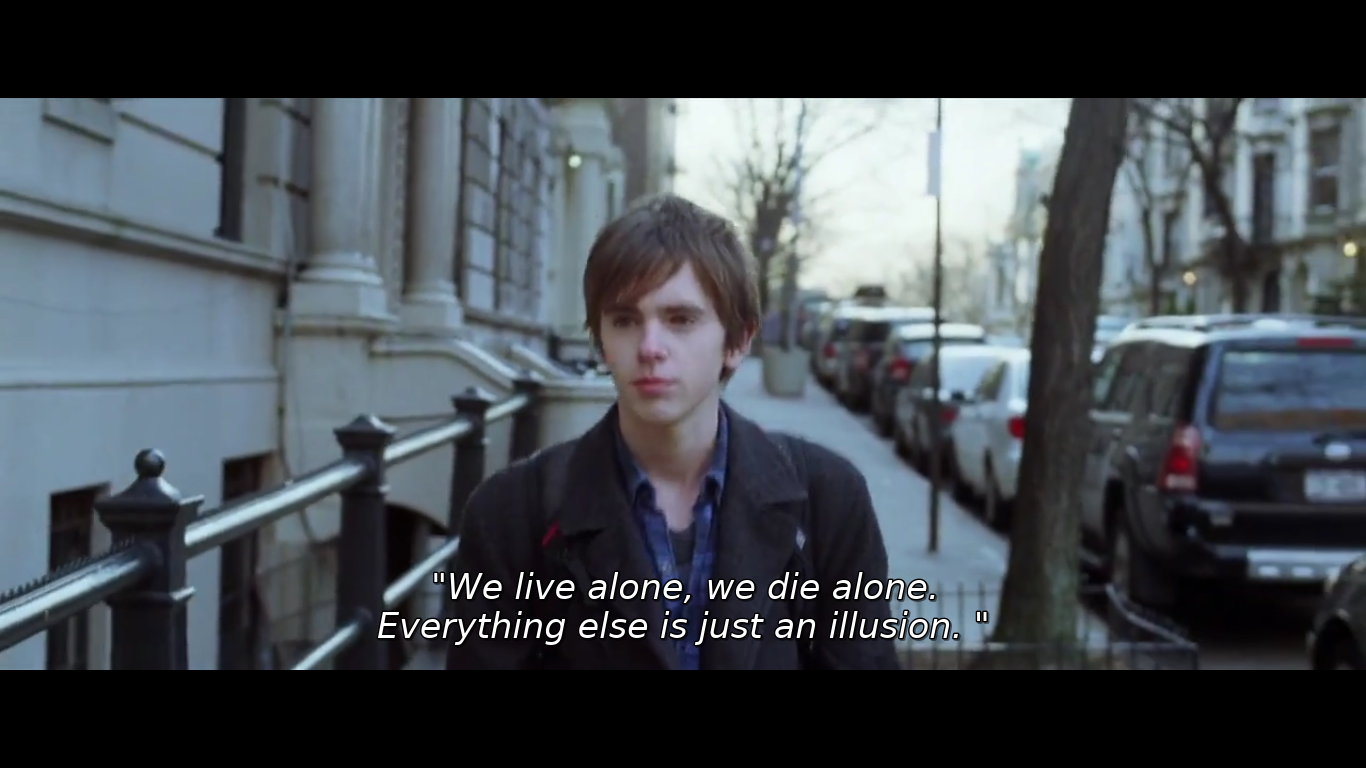 "We live alone, we die alone.
Everything else is just an illusion. "